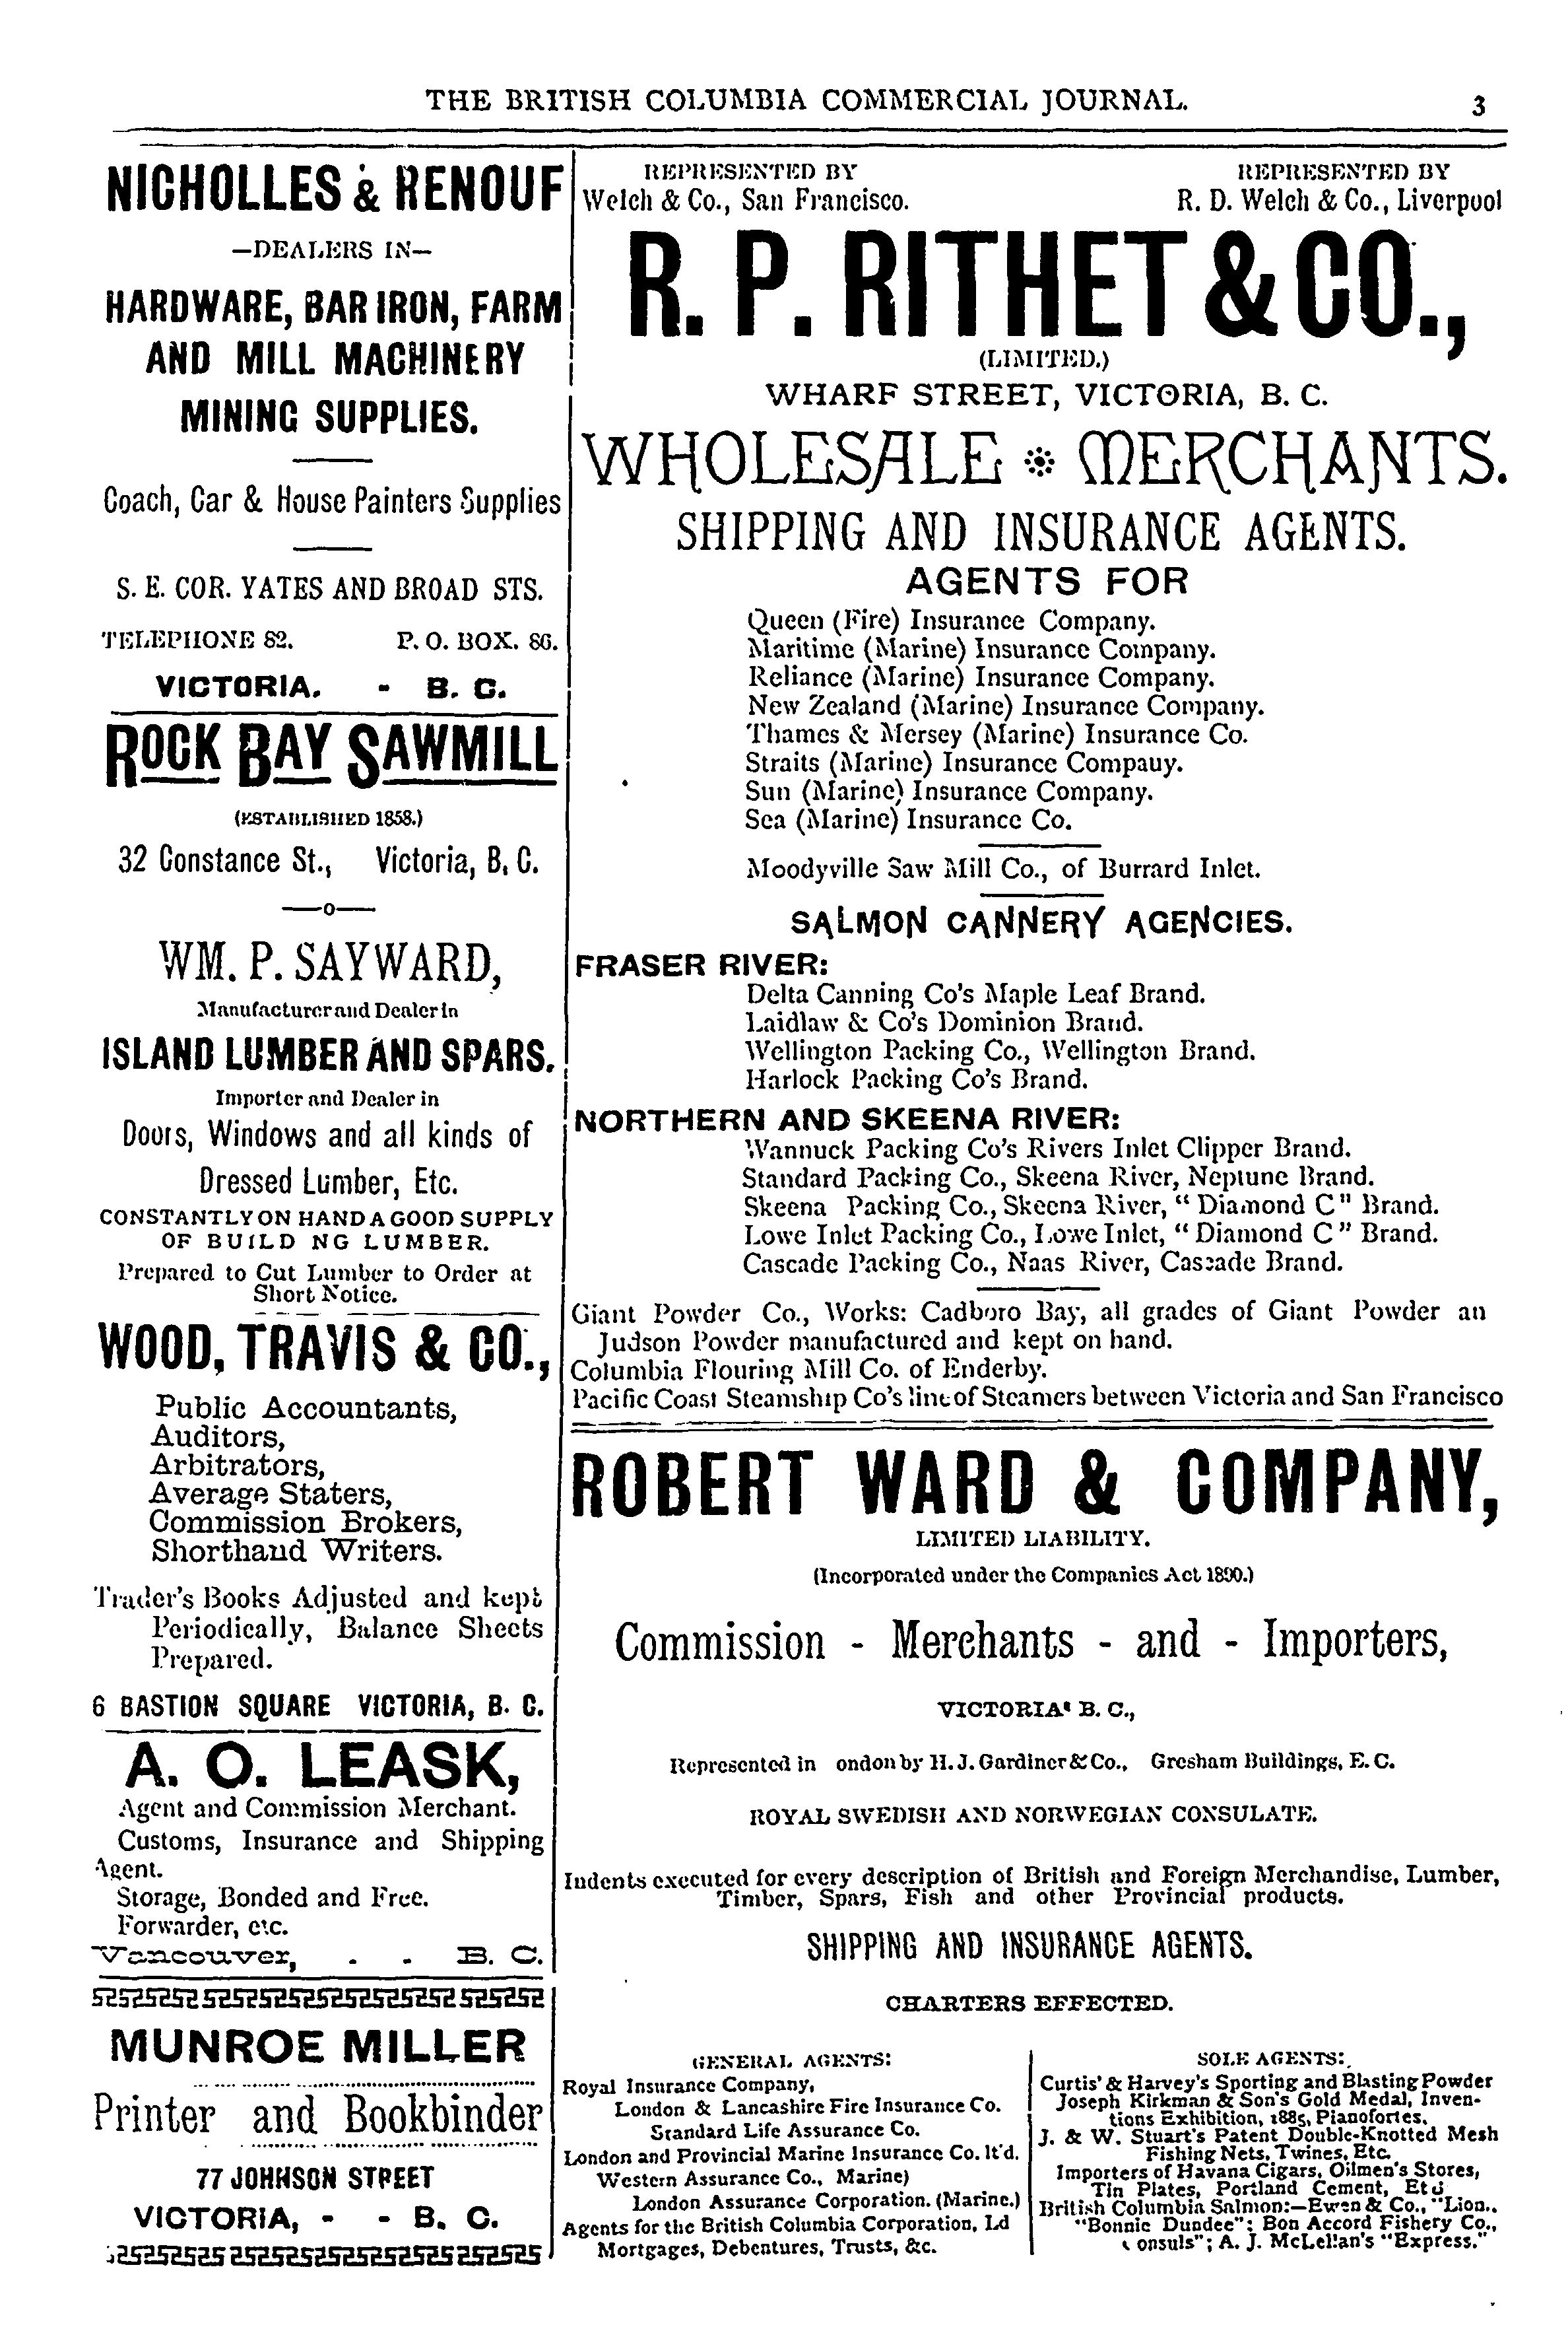 THE BRITISH COLUMBIA COMMERCIAL JOURNAL.
3
NICHOLLES & RENOUF
—DEALERS IN—
HARDWARE, BAR IRON, FARM
AND MILL MACHINERY
MINING SUPPLIES.
Coach, Car & House Painters Supplies
S. E. COR. YATES AND BROAD STS.
TELEPHONE 82. P. O. BOX. 86.
VICTORIA. - B. C.
ROCK BAY SAWMILL
(ESTABLISHED 1858.)
32 Constance St., Victoria, B. C.
—o—
WM. P. SAYWARD,
Manufacturer and Dealer in
ISLAND LUMBER AND SPARS.
Importer and Dealer in
Doors, Windows and all kinds of
Dressed Lumber, Etc.
CONSTANTLY ON HAND A GOOD SUPPLY
OF BUILD NG LUMBER.
Prepared to Cut Lumber to Order at
Short Notice.
WOOD, TRAVIS & CO.,
Public Accountants,
Auditors,
Arbitrators,
Average Staters,
Commission Brokers,
Shorthand Writers.
Trader's Books Adjusted and kept
Periodically, Balance Sheets
Prepared.
6 BASTION SQUARE VICTORIA, B. C.
A. O. LEASK,
Agent and Commission Merchant.
Customs, Insurance and Shipping
Agent.
Storage, Bonded and Free.
Forwarder, etc.
Vancouver, - - B. C.
MUNROE MILLER
Printer and Bookbinder
77 JOHNSON STREET
VICTORIA, - - B. C.
REPRESENTED BY REPRESENTED BY
Welch & Co., San Francisco. R. D. Welch & Co., Liverpool
R. P. RITHET & CO.,
(LIMITED.)
WHARF STREET, VICTORIA, B. C.
WHOLESALE MERCHANTS.
SHIPPING AND INSURANCE AGENTS.
AGENTS FOR
Queen (Fire) Insurance Company.
Maritime (Marine) Insurance Company.
Reliance (Marine) Insurance Company.
New Zealand (Marine) Insurance Company.
Thames & Mersey (Marine) Insurance Co.
Straits (Marine) Insurance Compauy.
Sun (Marine) Insurance Company.
Sea (Marine) Insurance Co.
Moodyville Saw Mill Co., of Burrard Inlet.
SALMON CANNERY AGENCIES.
FRASER RIVER:
Delta Canning Co's Maple Leaf Brand.
Laidlaw & Co's Dominion Brand.
Wellington Packing Co., Wellington Brand.
Harlock Packing Co's Brand.
NORTHERN AND SKEENA RIVER:
Wannuck Packing Co's Rivers Inlet Clipper Brand.
Standard Packing Co., Skeena River, Neptune Brand.
Skeena Packing Co., Skeena River, "Diamond C" Brand.
Lowe Inlet Packing Co., Lowe Inlet, "Diamond C" Brand.
Cascade Packing Co., Naas River, Cascade Brand.
Giant Powder Co., Works: Cadboro Bay, all grades of Giant Powder an
Judson Powder manufactured and kept on hand.
Columbia Flouring Mill Co. of Enderby.
Pacific Coast Steamship Co's line of Steamers between Victoria and San Francisco
ROBERT WARD & COMPANY,
LIMITED LIABILITY.
(Incorporated under the Companies Act 1890.)
Commission - Merchants - and - Importers,
VICTORIA' B. C.,
Represented in ondon by H. J. Gardiner & Co., Gresham Buildings, E. C.
ROYAL SWEDISH AND NORWEGIAN CONSULATE.
Indents executed for every description of British and Foreign Merchandise, Lumber,
Timber, Spars, Fish and other Provincial products.
SHIPPING AND INSURANCE AGENTS.
CHARTERS EFFECTED.
GENERAL AGENTS:
Royal Insurance Company,
London & Lancashire Fire Insurance Co.
Standard Life Assurance Co.
London and Provincial Marine Insurance Co. lt'd.
Western Assurance Co., Marine)
London Assurance Corporation. (Marine.)
Agents for the British Columbia Corporation, Ld
Mortgages, Debentures, Trusts, &c.
SOLE AGENTS:
Curtis' & Harvey's Sporting and Blasting Powder
Joseph Kirkman & Son's Gold Medal, Inven-
tions Exhibition, 1885, Pianofortes.
J. & W. Stuart's Patent Double-Knotted Mesh
Fishing Nets, Twines, Etc.
Importers of Havana Cigars, Oilmen's Stores,
Tin Plates, Portland Cement, Etc
British Columbia Salmon:—Ewen & Co., "Lion.,
"Bonnie Dundee"; Bon Accord Fishery Co.,
onsuls"; A. J. McLellan's "Express."